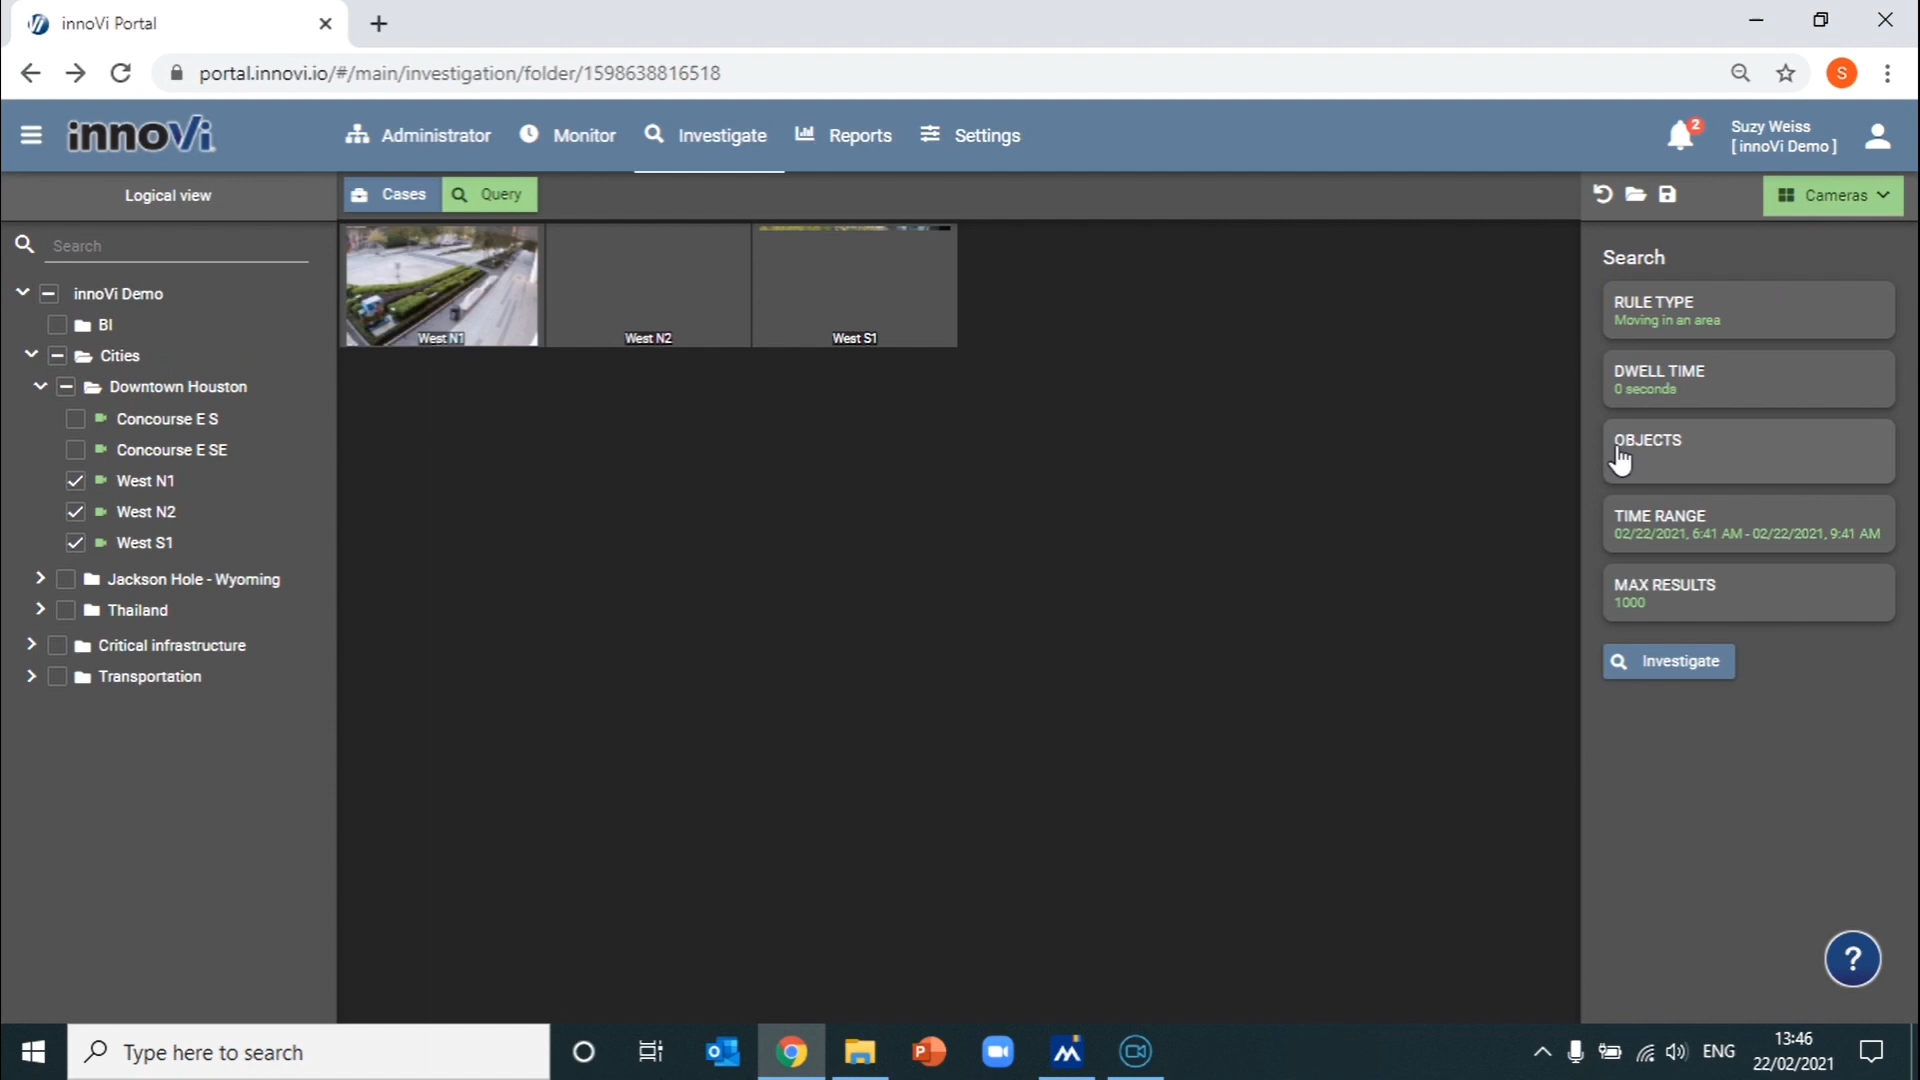 innoVi Portal
portal.innovi.io/#/main/investigation/folder/1598638816518
S
innoVi
Administrator
Monitor
Investigate
Reports
Settings
2
Suzy Weiss
[ innoVi Demo ]
Logical view
Cases
Query
Cameras
Search
innoVi Demo
BI
Cities
Downtown Houston
Concourse E S
Concourse E SE
West N1
West N2
West S1
Jackson Hole - Wyoming
Thailand
Critical infrastructure
Transportation
West N1
West N2
West S1
Search
RULE TYPE
Moving in an area
DWELL TIME
0 seconds
OBJECTS
TIME RANGE
02/22/2021, 6:41 AM - 02/22/2021, 9:41 AM
MAX RESULTS
1000
Investigate
?
Type here to search
ENG
13:46
22/02/2021